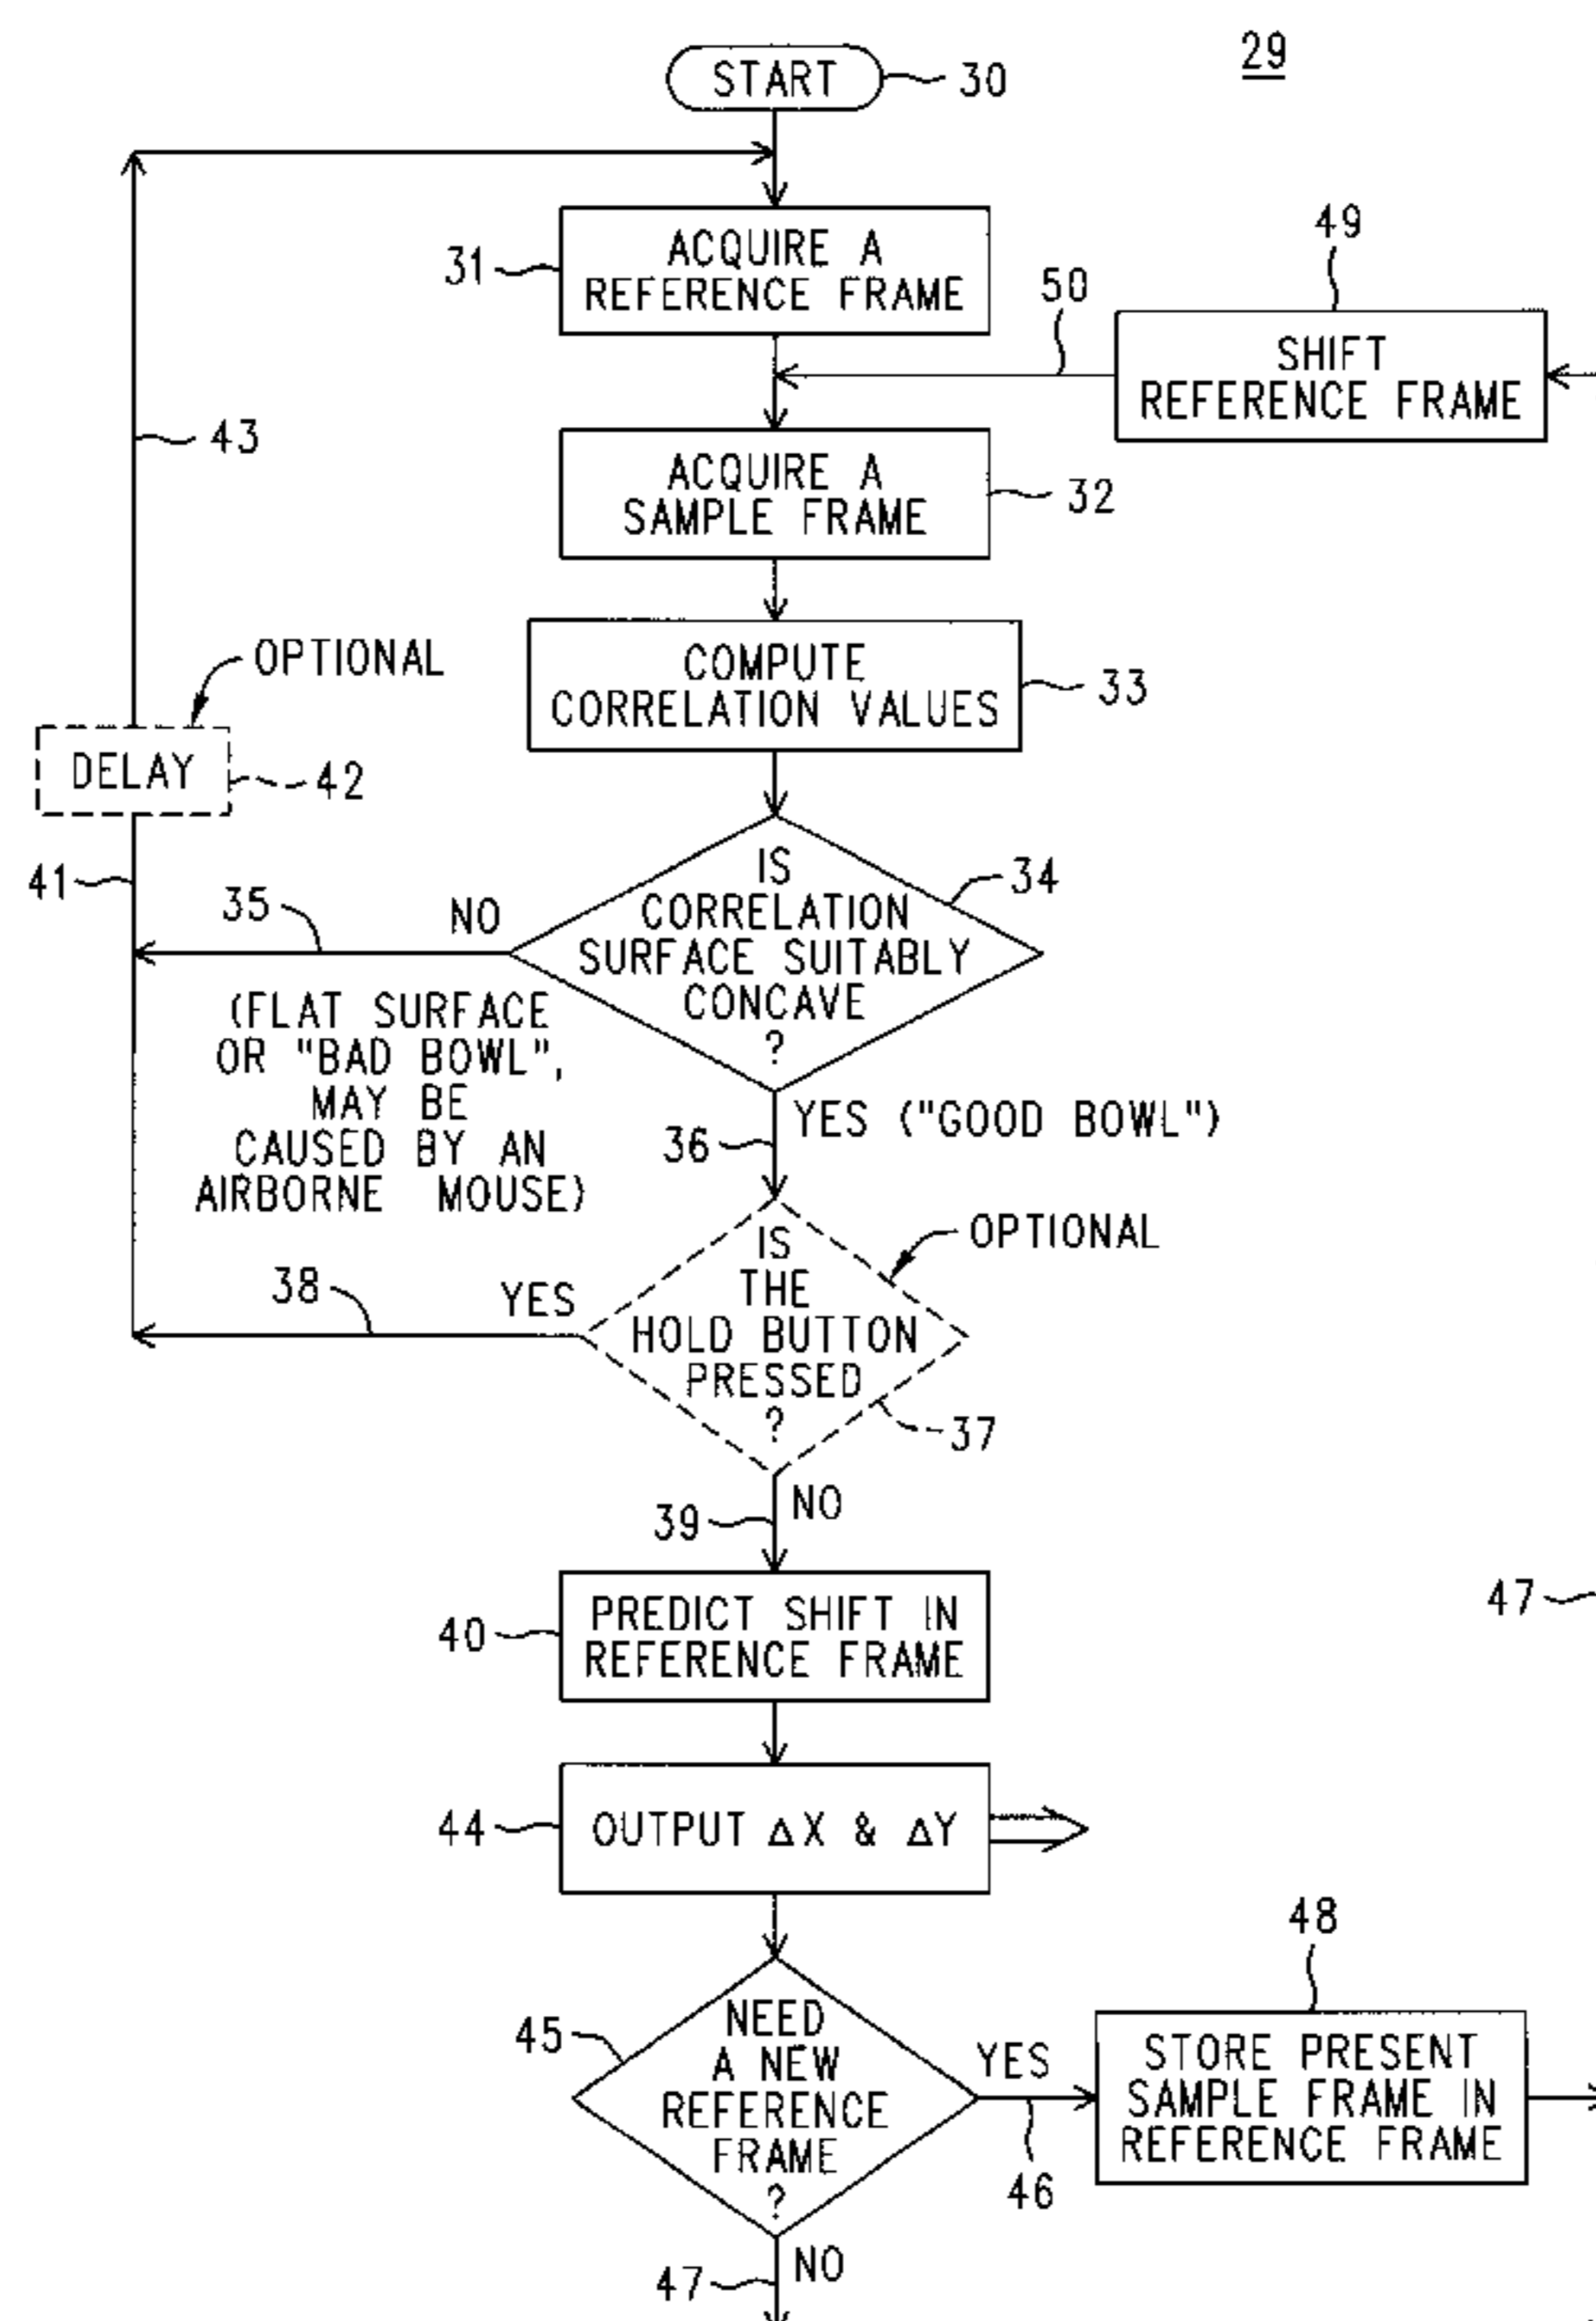 29
START
30
ACQUIRE A
REFERENCE FRAME
31
49
50
SHIFT
REFERENCE FRAME
43
ACQUIRE A
SAMPLE FRAME
32
OPTIONAL
COMPUTE
CORRELATION VALUES
33
DELAY
42
41
35
NO
IS
CORRELATION
SURFACE SUITABLY
CONCAVE
?
34
(FLAT SURFACE
OR "BAD BOWL",
MAY BE
CAUSED BY AN
AIRBORNE MOUSE)
36
YES ("GOOD BOWL")
38
YES
IS
THE
HOLD BUTTON
PRESSED
?
OPTIONAL
37
39
NO
40
PREDICT SHIFT IN
REFERENCE FRAME
47
44
OUTPUT ΔX & ΔY
45
NEED
A NEW
REFERENCE
FRAME
?
YES
46
48
STORE PRESENT
SAMPLE FRAME IN
REFERENCE FRAME
47
NO